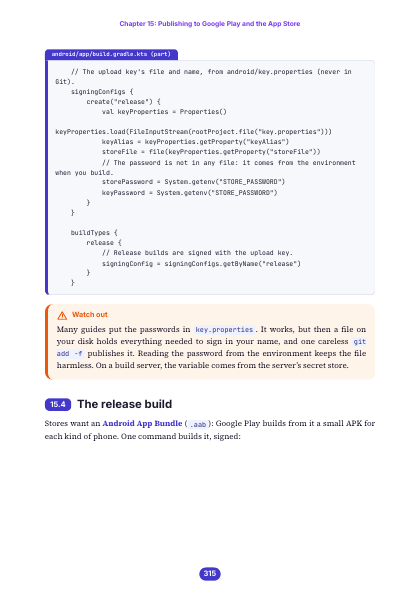 Chapter 15: Publishing to Google Play and the App Store
android/app/build.gradle.kts (part)
// The upload key's file and name, from android/key.properties (never in
Git).
signingConfigs {
create("release") {
val keyProperties = Properties()
keyProperties.load(FileInputStream(rootProject.file("key.properties")))
keyAlias = keyProperties.getProperty("keyAlias")
storeFile = file(keyProperties.getProperty("storeFile"))
// The password is not in any file: it comes from the environment
when you build.
storePassword = System.getenv("STORE_PASSWORD")
keyPassword = System.getenv("STORE_PASSWORD")
}
}
buildTypes {
release {
// Release builds are signed with the upload key.
signingConfig = signingConfigs.getByName("release")
}
}
Watch out
Many guides put the passwords in key.properties. It works, but then a file on
your disk holds everything needed to sign in your name, and one careless git
add -f publishes it. Reading the password from the environment keeps the file
harmless. On a build server, the variable comes from the server's secret store.
15.4 The release build
Stores want an Android App Bundle (.aab): Google Play builds from it a small APK for
each kind of phone. One command builds it, signed:
315